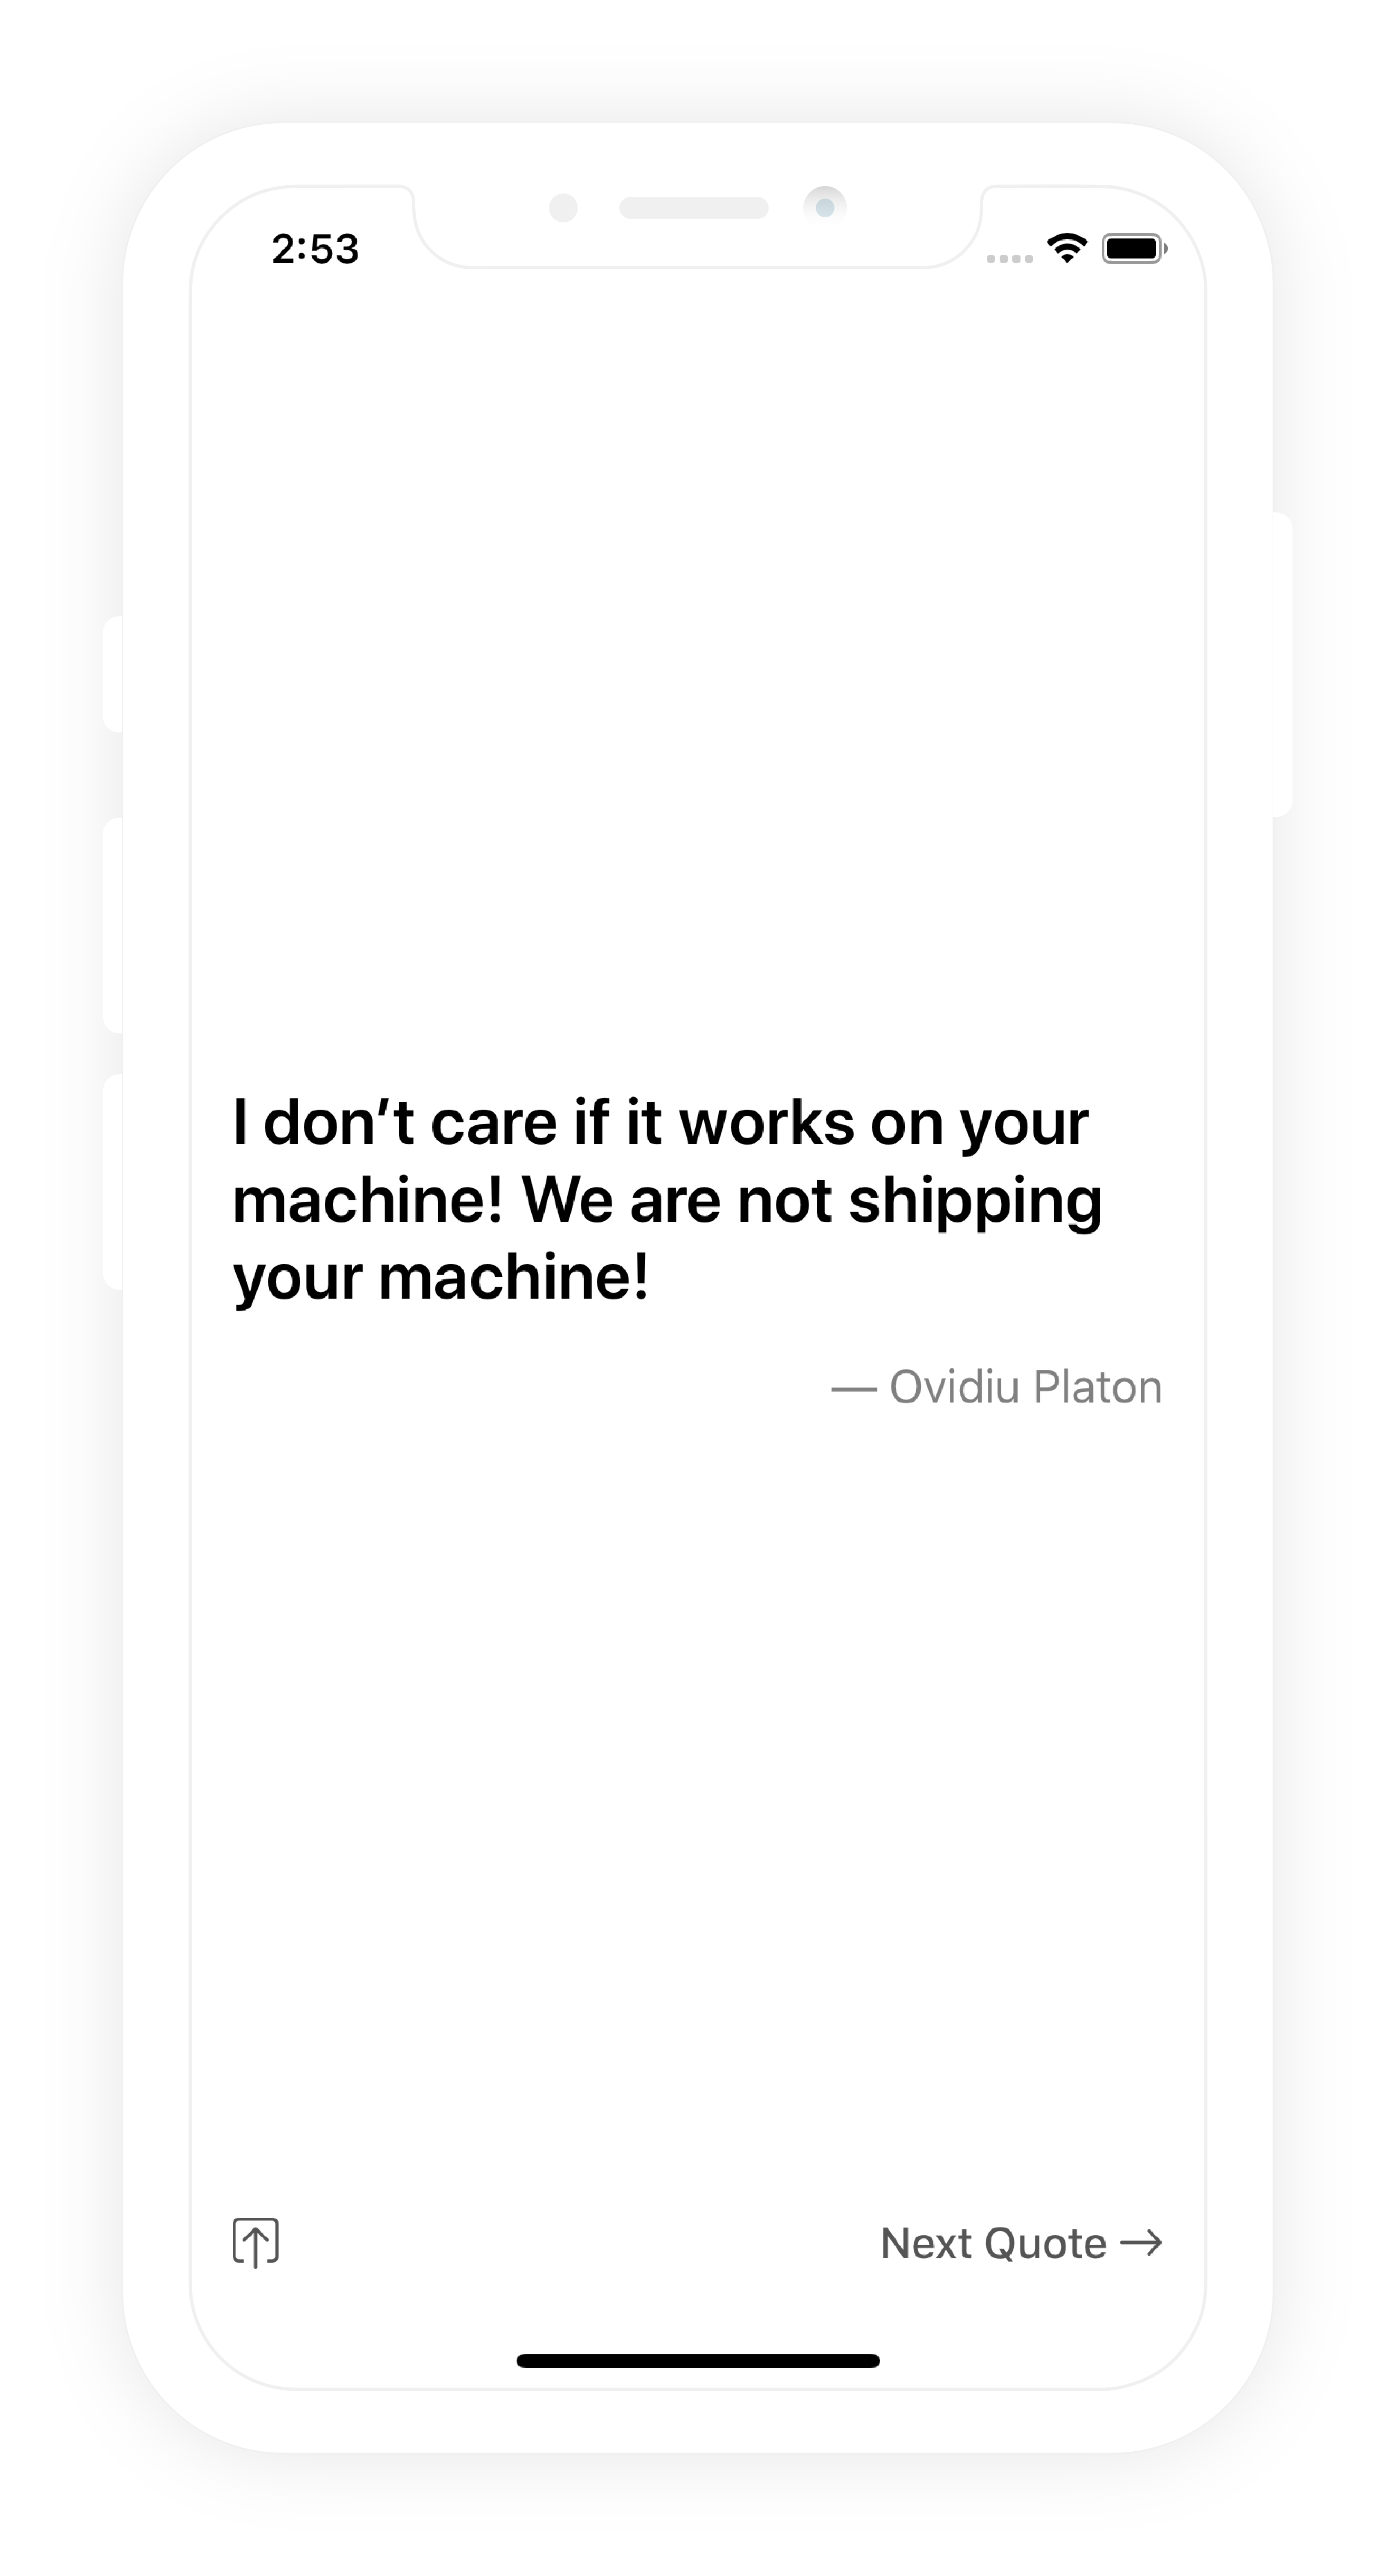 2:53
I don’t care if it works on your
machine! We are not shipping
your machine!
— Ovidiu Platon
Next Quote →